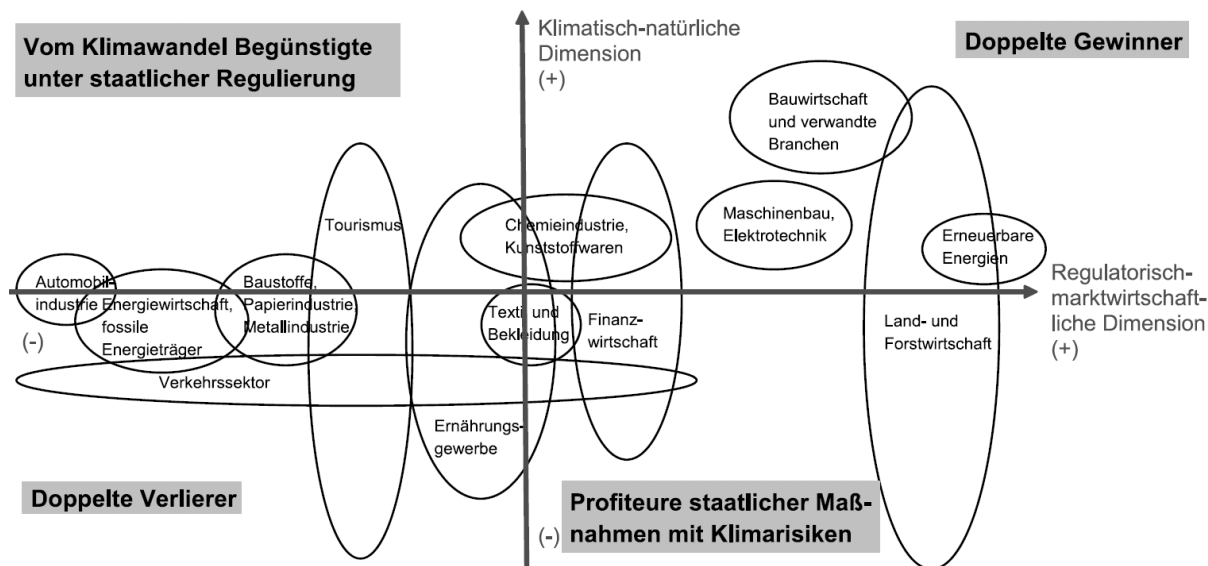 Vom Klimawandel Begünstigte
unter staatlicher Regulierung
Klimatisch-natürliche
Dimension
(+)
Doppelte Gewinner
Bauwirtschaft
und verwandte
Branchen
Tourismus
Chemieindustrie,
Kunststoffwaren
Maschinenbau,
Elektrotechnik
Erneuerbare
Energien
Automobil-
industrie
Energiewirtschaft,
fossile
Energieträger
Baustoffe,
Papierindustrie,
Metallindustrie
Textil und
Bekleidung
Finanz-
wirtschaft
Land- und
Forstwirtschaft
Regulatorisch-
marktwirtschaft-
liche Dimension
(+)
(-)
Verkehrssektor
Ernährungs-
gewerbe
Doppelte Verlierer
(-)
Profiteure staatlicher Maß-
nahmen mit Klimarisiken